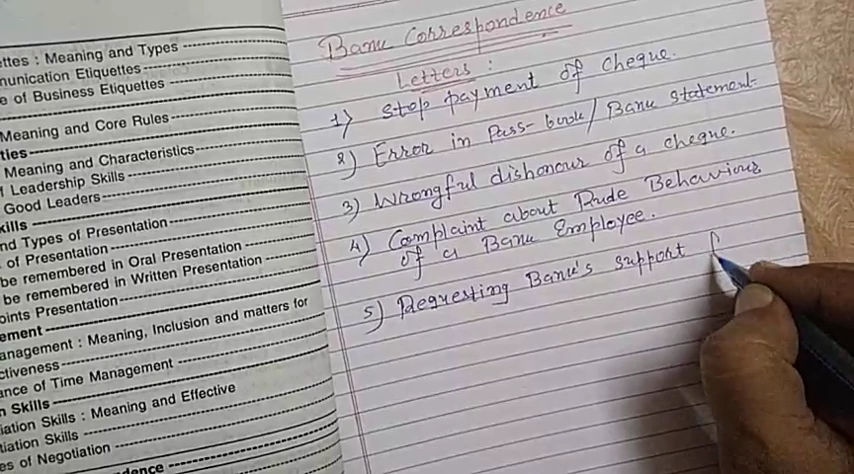 ettes : Meaning and Types
nunication Etiquettes
e of Business Etiquettes
Meaning and Core Rules
ties
Meaning and Characteristics
f Leadership Skills
Good Leaders
kills
nd Types of Presentation
of Presentation
be remembered in Oral Presentation
be remembered in Written Presentation
oints Presentation
ement
anagement : Meaning, Inclusion and matters for
ctiveness
ance of Time Management
n Skills
iation Skills : Meaning and Effective
tiation Skills
es of Negotiation
dence
Bank Correspondence
Letters :
1) Stop payment of cheque.
2) Error in Pass-book/Bank statement.
3) Wrongful dishonour of a cheque.
4) Complaint about Rude Behaviour
of a Bank Employee.
5) Requesting Bank's support